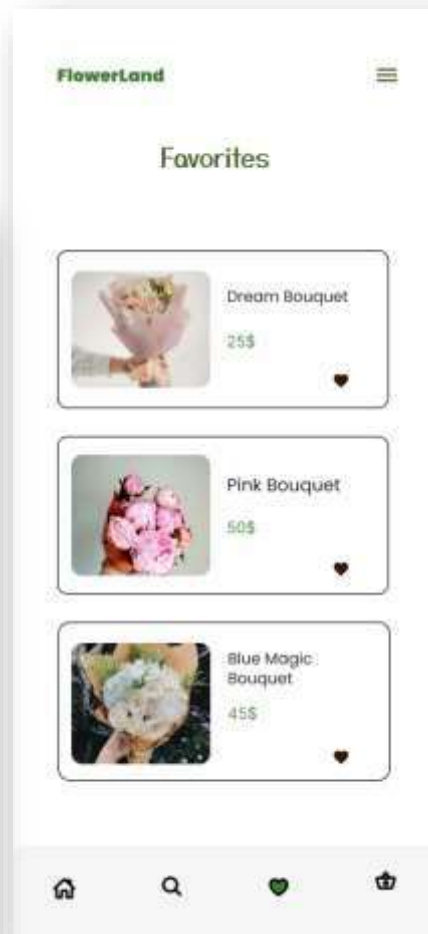 FlowerLand
Favorites
Dream Bouquet
25$
Pink Bouquet
50$
Blue Magic
Bouquet
45$